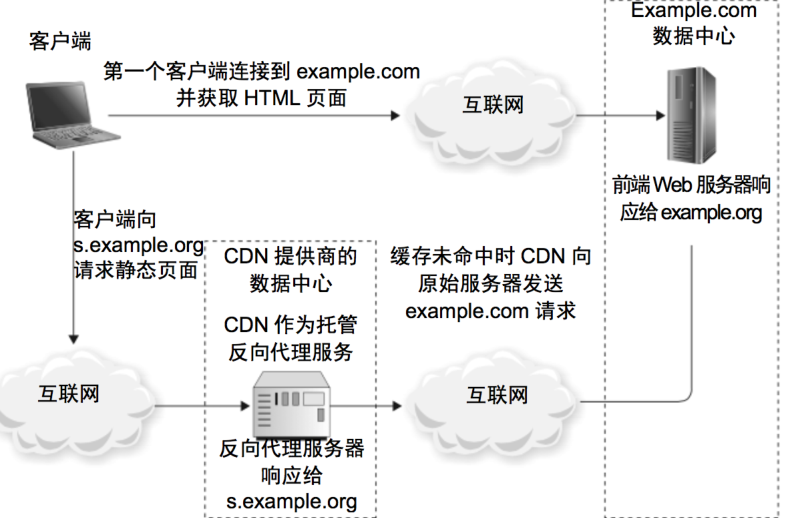 Example.com
数据中心
客户端
第一个客户端连接到 example.com
并获取 HTML 页面
互联网
前端 Web 服务器响
应给 example.org
客户端向
s.example.org
请求静态页面
CDN 提供商的
数据中心
CDN 作为托管
反向代理服务
缓存未命中时 CDN 向
原始服务器发送
example.com 请求
互联网
反向代理服务器
响应给
s.example.org
互联网